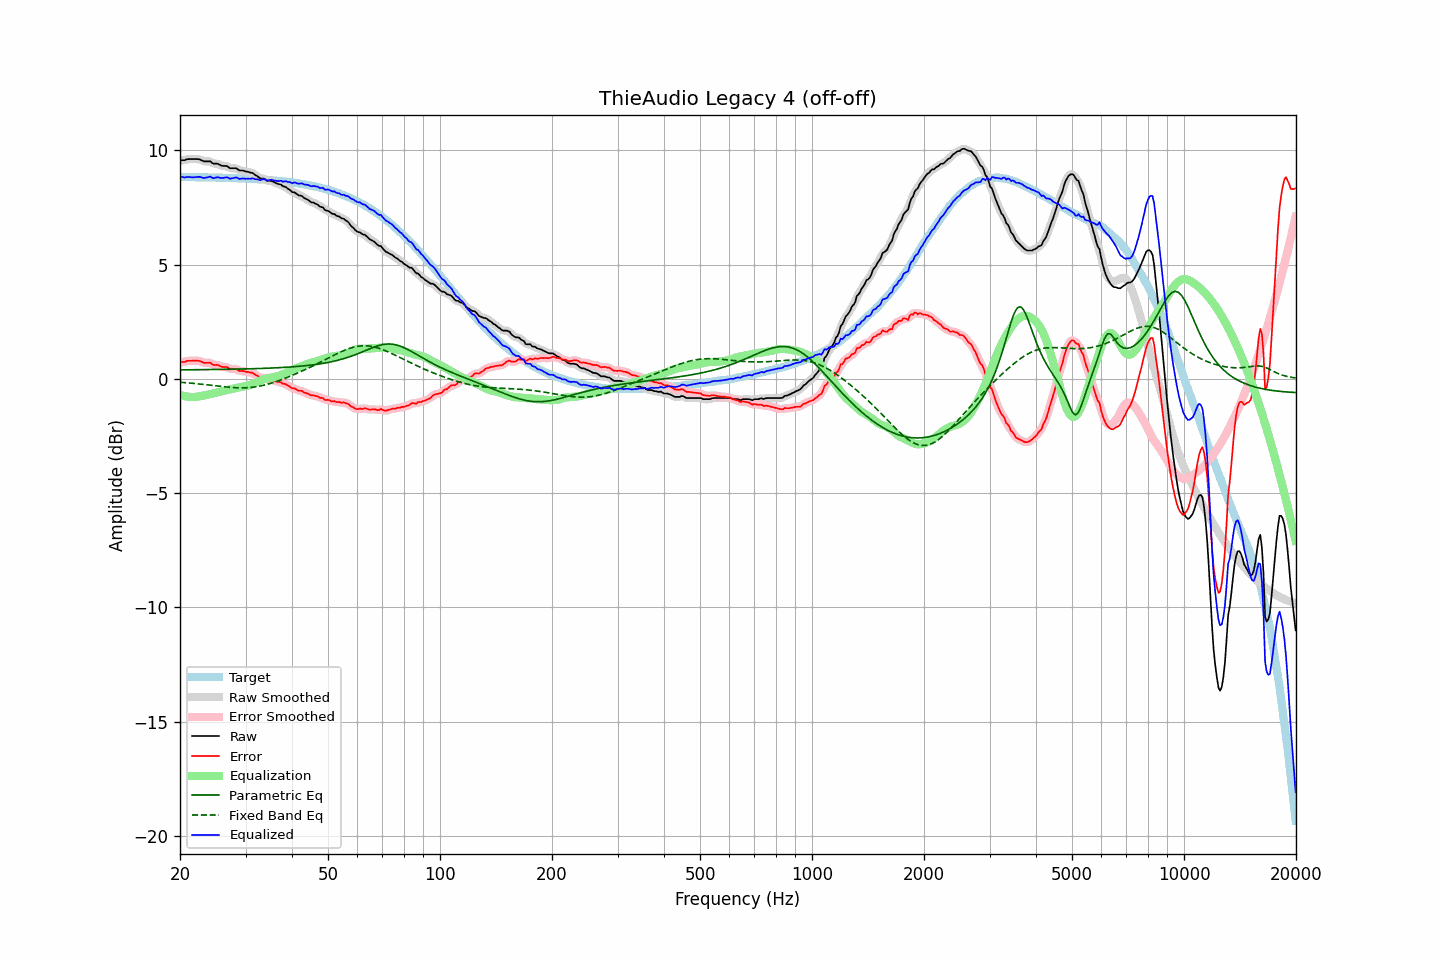 ThieAudio Legacy 4 (off-off)
Amplitude (dBr)
10
5
0
−5
−10
−15
−20
Target
Raw Smoothed
Error Smoothed
Raw
Error
Equalization
Parametric Eq
Fixed Band Eq
Equalized
20 50 100 200 500 1000 2000 5000 10000 20000
Frequency (Hz)